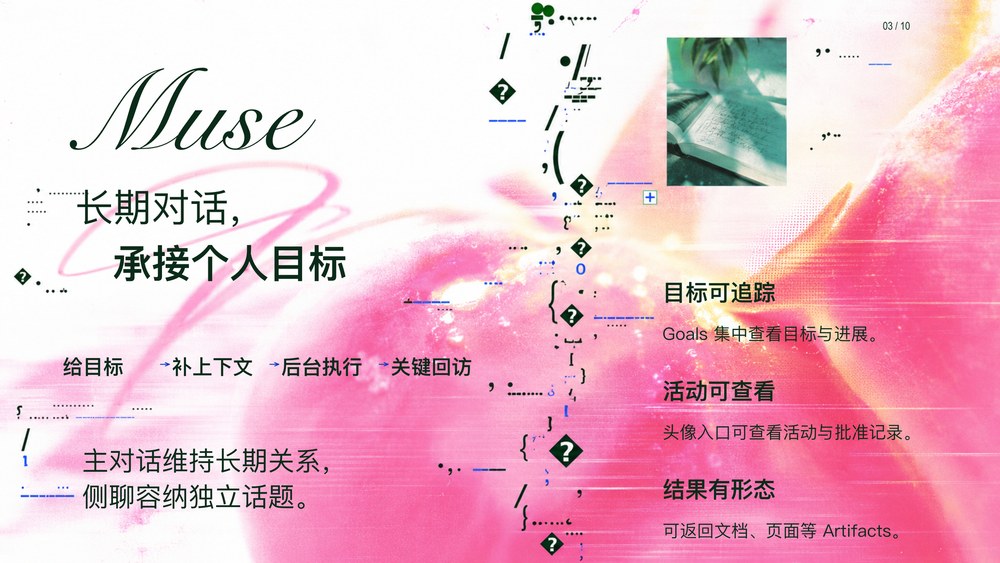 03 / 10
Muse
长期对话，
承接个人目标
给目标 →补上下文 →后台执行 →关键回访
主对话维持长期关系，
侧聊容纳独立话题。
目标可追踪
Goals 集中查看目标与进展。
活动可查看
头像入口可查看活动与批准记录。
结果有形态
可返回文档、页面等 Artifacts。